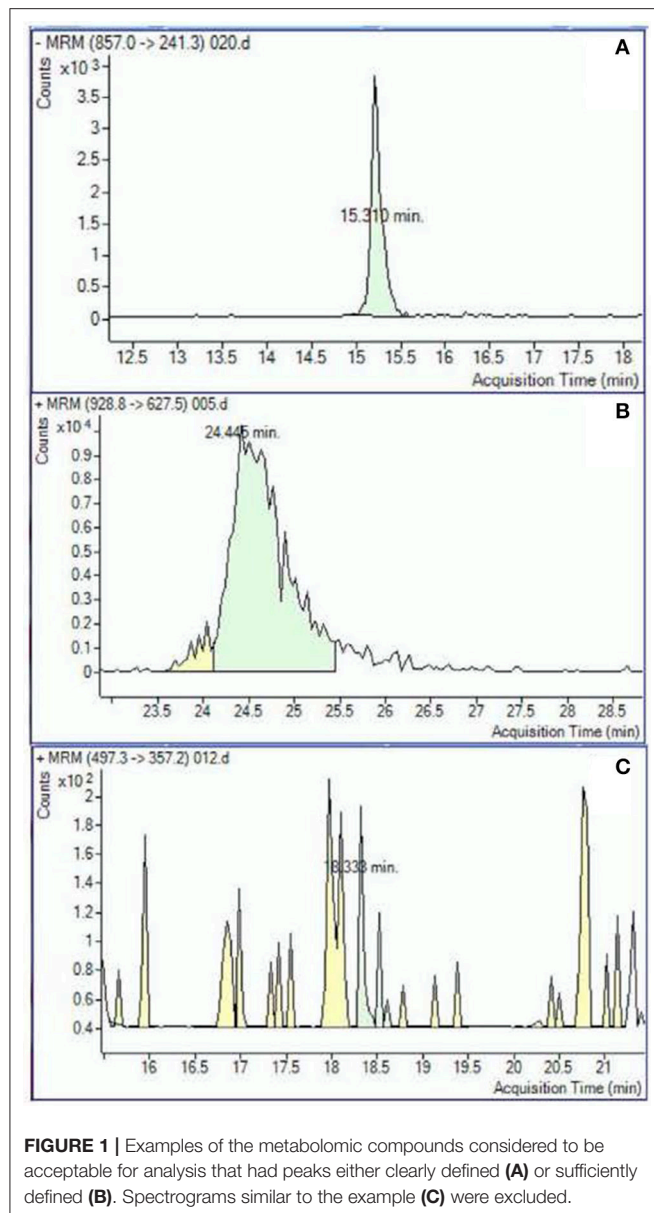 - MRM (857.0 -> 241.3) 020.d
A
Counts
x10 3
3.5
3
2.5
2
1.5
1
0.5
0
15.310 min.
12.5 13 13.5 14 14.5 15 15.5 16 16.5 17 17.5 18
Acquisition Time (min)
+ MRM (928.8 -> 627.5) 005.d
B
Counts
x10 4
0.9
0.8
0.7
0.6
0.5
0.4
0.3
0.2
0.1
0
24.445 min.
23.5 24 24.5 25 25.5 26 26.5 27 27.5 28 28.5
Acquisition Time (min)
+ MRM (497.3 -> 357.2) 012.d
C
Counts
x10 2
2
1.8
1.6
1.4
1.2
1
0.8
0.6
0.4
18.333 min.
16 16.5 17 17.5 18 18.5 19 19.5 20 20.5 21
Acquisition Time (min)
FIGURE 1 | Examples of the metabolomic compounds considered to be
acceptable for analysis that had peaks either clearly defined (A) or sufficiently
defined (B). Spectrograms similar to the example (C) were excluded.